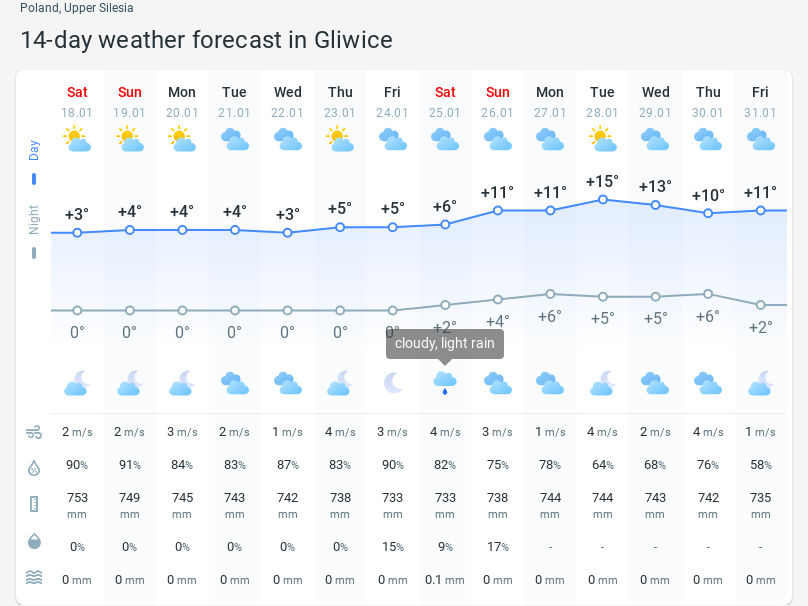 Poland, Upper Silesia
14-day weather forecast in Gliwice
Sat Sun Mon Tue Wed Thu Fri Sat Sun Mon Tue Wed Thu Fri
18.01 19.01 20.01 21.01 22.01 23.01 24.01 25.01 26.01 27.01 28.01 29.01 30.01 31.01
Day
+3° +4° +4° +4° +3° +5° +5° +6° +11° +11° +15° +13° +10° +11°
Night
0° 0° 0° 0° 0° 0° 0° +2° +4° +6° +5° +5° +6° +2°
cloudy, light rain
2 m/s 2 m/s 3 m/s 2 m/s 1 m/s 4 m/s 3 m/s 4 m/s 3 m/s 1 m/s 4 m/s 2 m/s 4 m/s 1 m/s
90% 91% 84% 83% 87% 83% 90% 82% 75% 78% 64% 68% 76% 58%
753 749 745 743 742 738 733 733 738 744 744 743 742 735
mm mm mm mm mm mm mm mm mm mm mm mm mm mm
0% 0% 0% 0% 0% 0% 15% 9% 17% - - - - -
0 mm 0 mm 0 mm 0 mm 0 mm 0 mm 0 mm 0.1 mm 0 mm 0 mm 0 mm 0 mm 0 mm 0 mm